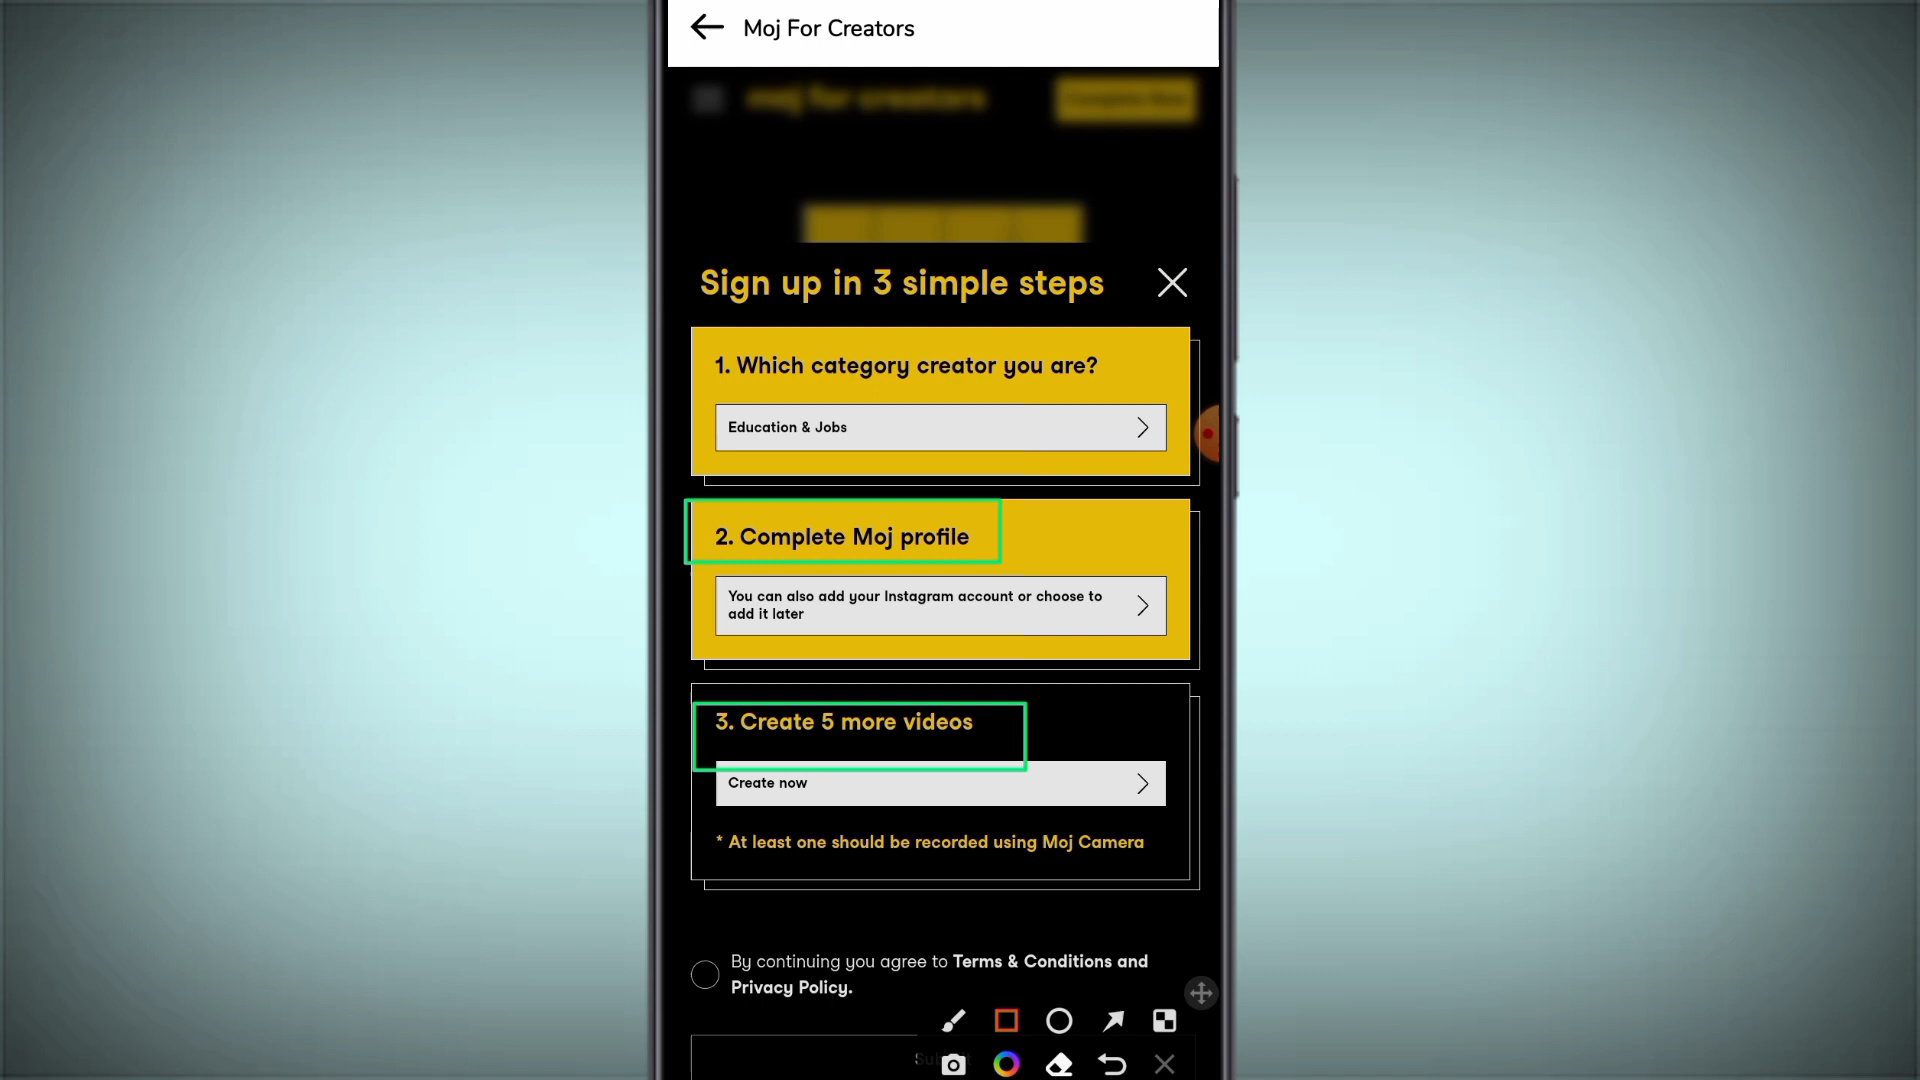 Moj For Creators
moj for creators
Sign up in 3 simple steps
1. Which category creator you are?
Education & Jobs
2. Complete Moj profile
You can also add your Instagram account or choose to
add it later
3. Create 5 more videos
Create now
* At least one should be recorded using Moj Camera
By continuing you agree to Terms & Conditions and
Privacy Policy.